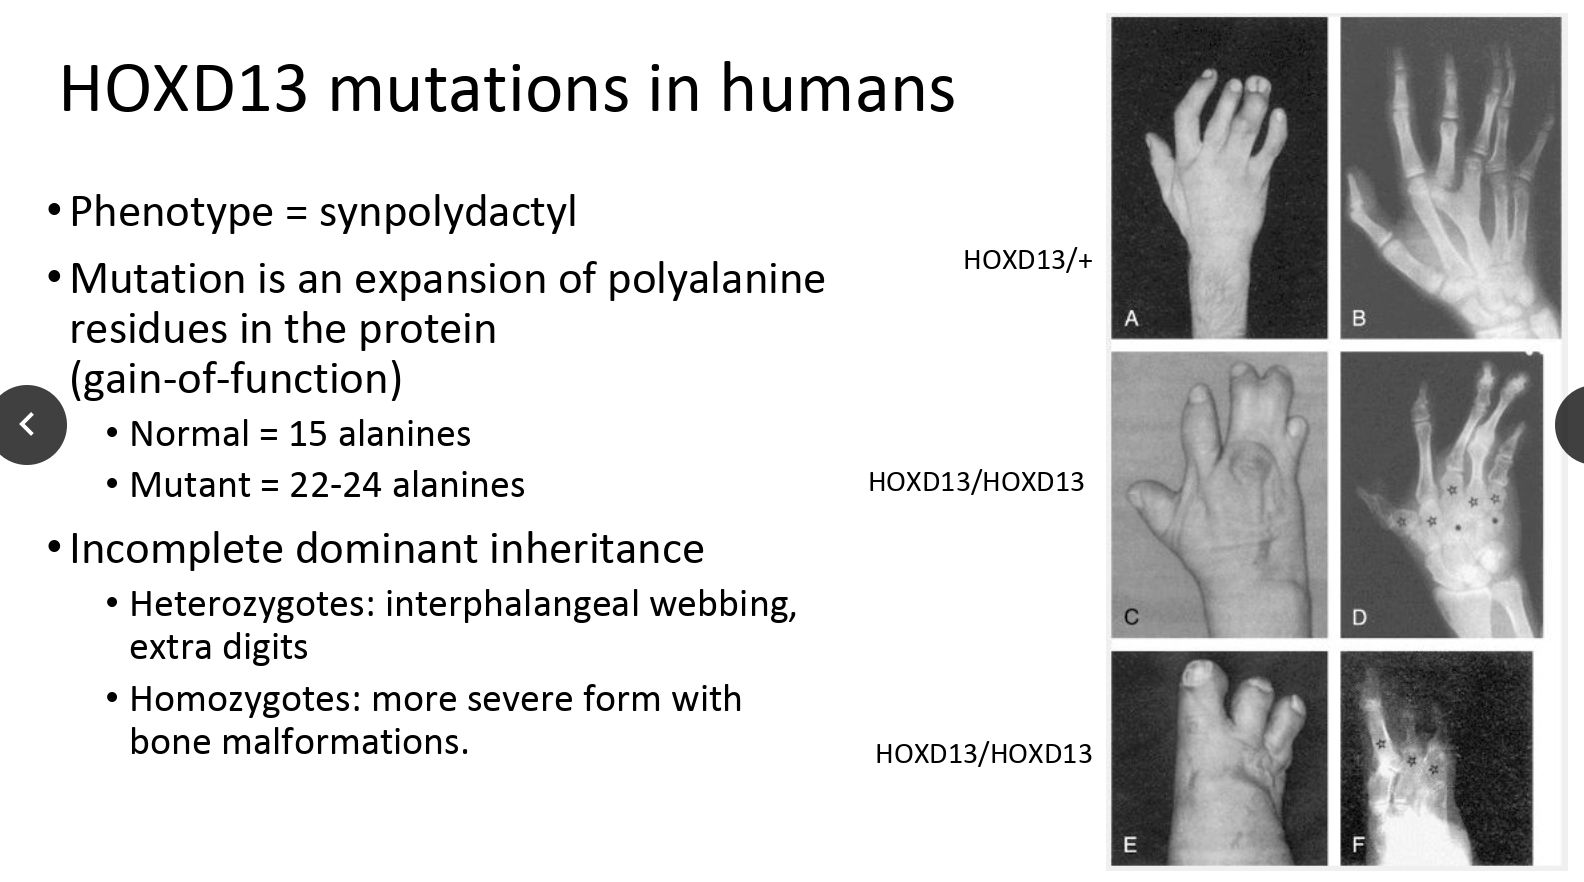 HOXD13 mutations in humans
• Phenotype = synpolydactyl
• Mutation is an expansion of polyalanine
residues in the protein
(gain-of-function)
• Normal = 15 alanines
• Mutant = 22-24 alanines
• Incomplete dominant inheritance
• Heterozygotes: interphalangeal webbing,
extra digits
• Homozygotes: more severe form with
bone malformations.
HOXD13/+
A
B
HOXD13/HOXD13
C
D
HOXD13/HOXD13
E
F